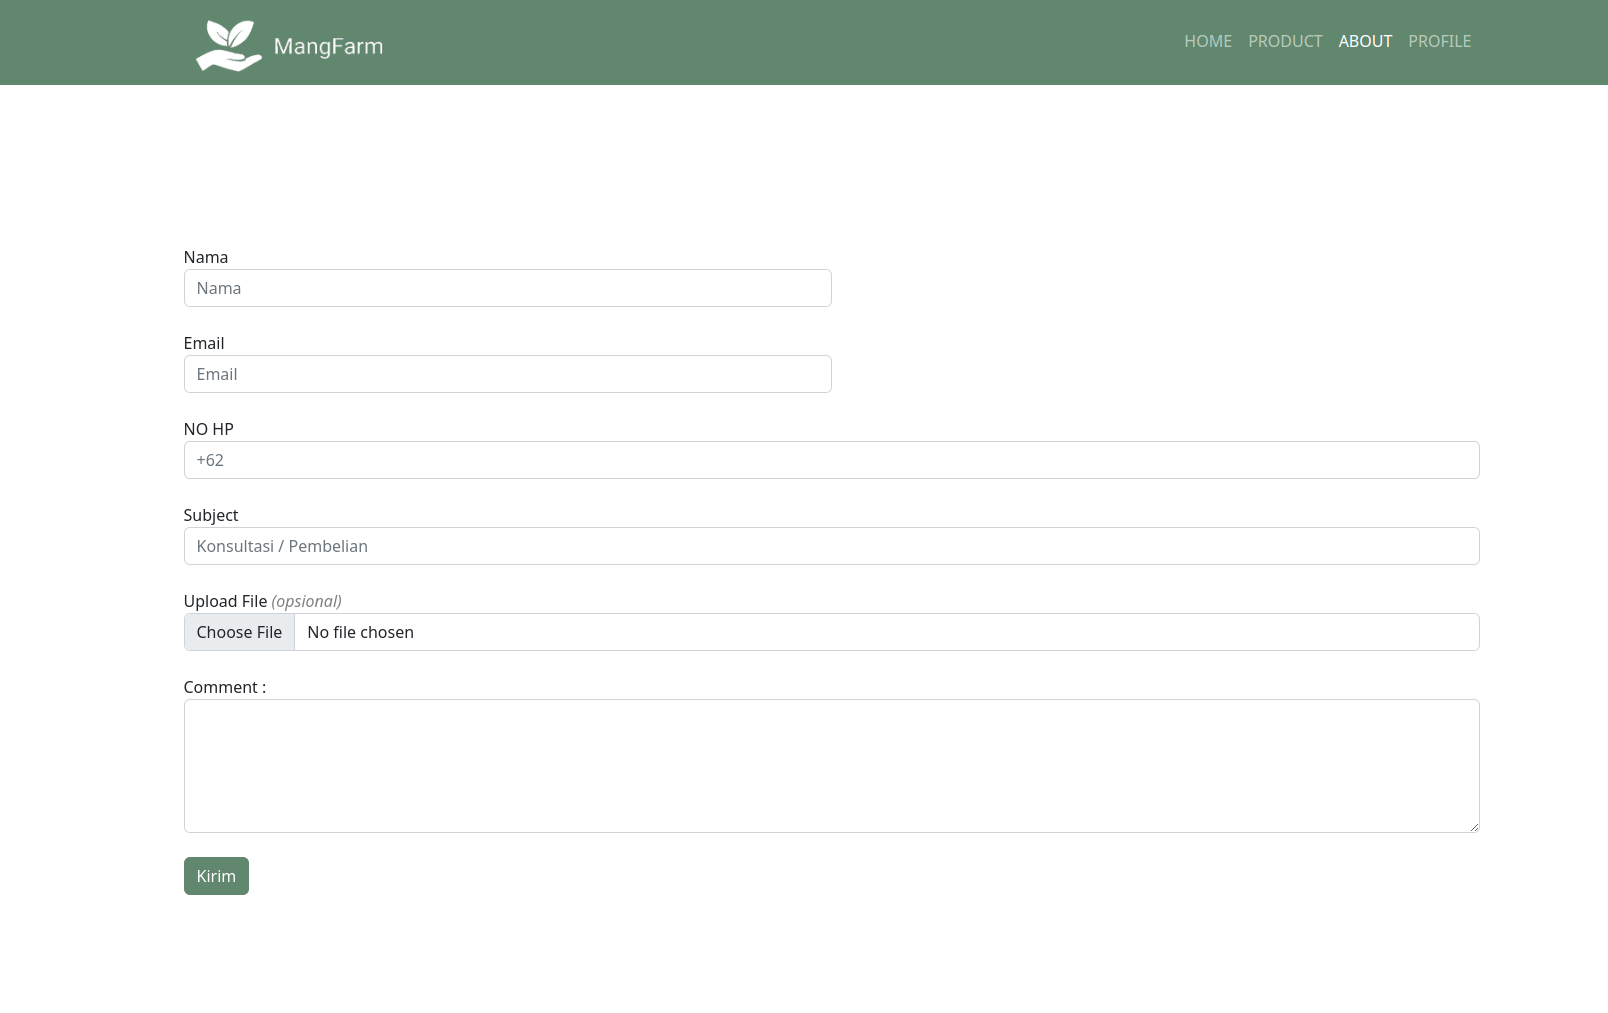 MangFarm
HOME PRODUCT ABOUT PROFILE
Nama
Nama
Email
Email
NO HP
+62
Subject
Konsultasi / Pembelian
Upload File (opsional)
Choose File No file chosen
Comment :
Kirim